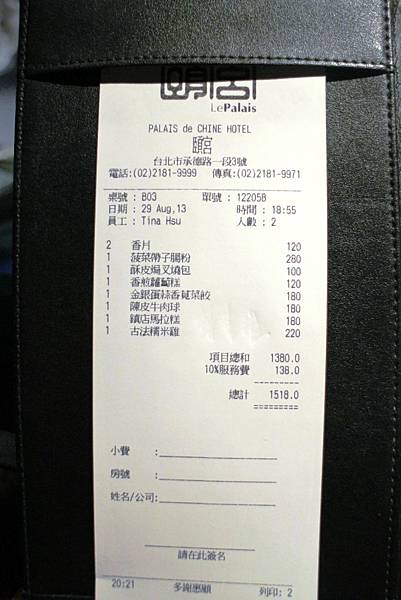 頤宮
LePalais
PALAIS de CHINE HOTEL
頤宮
台北市承德路一段3號
電話:(02)2181-9999 傳真:(02)2181-9971
桌號 : B03 單號 : 122058
日期 : 29 Aug,13 時間 : 18:55
員工 : Tina Hsu 人數 : 2
2 香片 120
1 菠菜帶子腸粉 280
1 酥皮焗叉燒包 100
1 香煎蘿蔔糕 120
1 金銀蛋蒜香莧菜餃 180
1 陳皮牛肉球 180
1 鎮店馬拉糕 180
1 古法糯米雞 220
項目總和 1380.0
10%服務費 138.0
總計 1518.0
小費 :
房號 :
姓名/公司:
請在此簽名
20:21 多謝惠顧 列印: 2